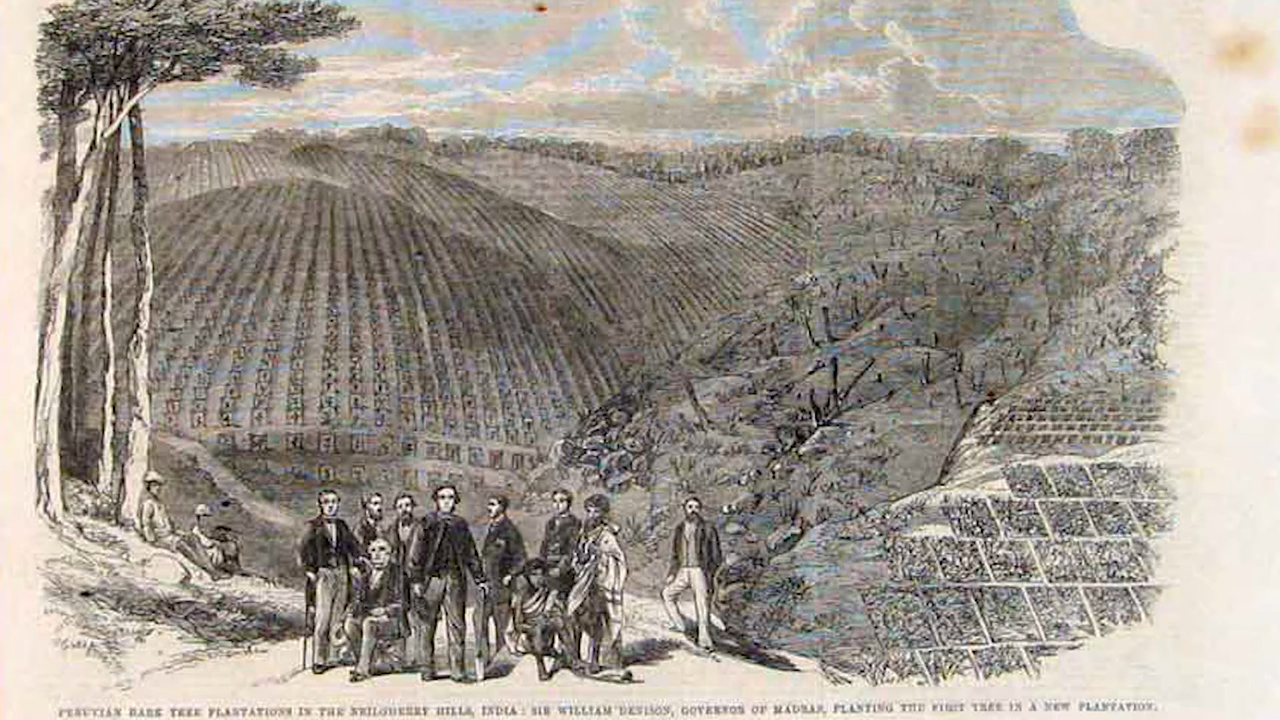 PERUVIAN BARK TREE PLANTATIONS IN THE NEILGHERRY HILLS, INDIA: SIR WILLIAM DENISON, GOVERNOR OF MADRAS, PLANTING THE FIRST TREE IN A NEW PLANTATION.